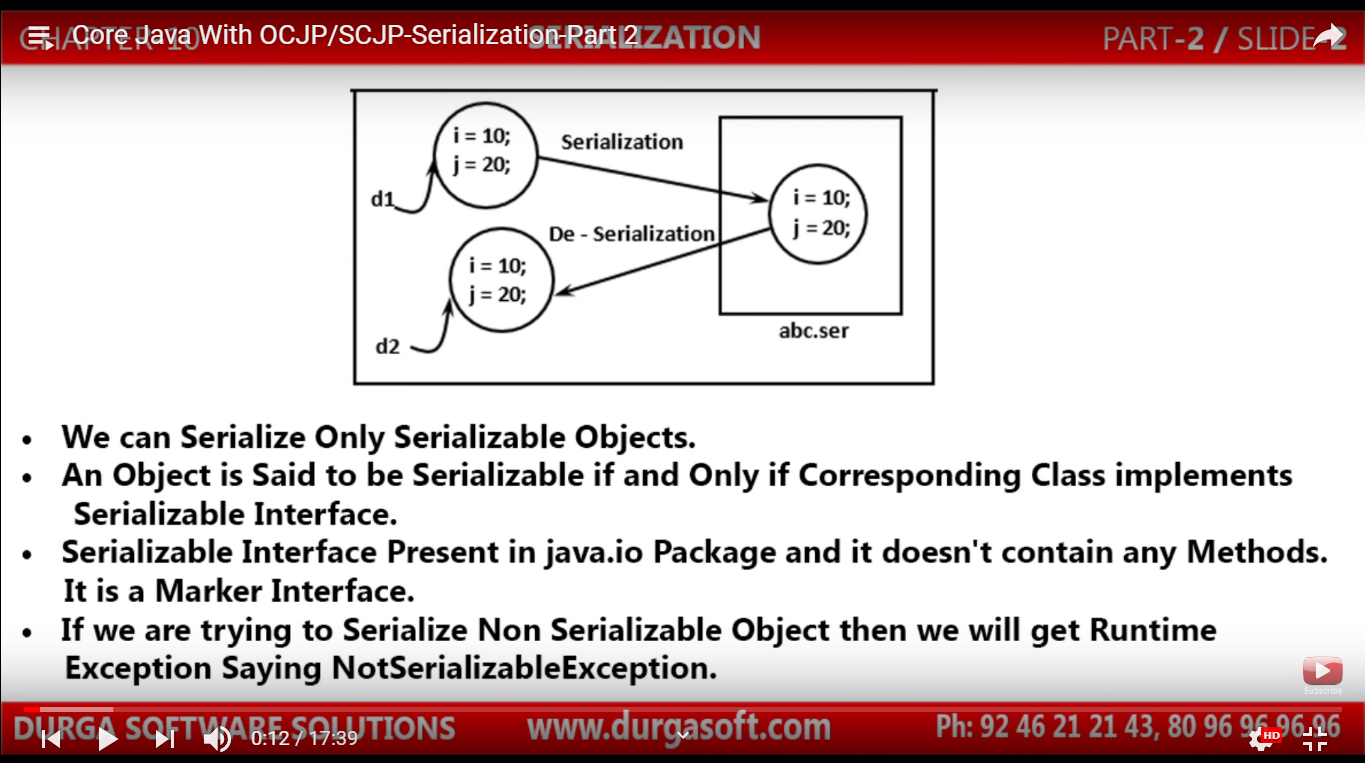 CHAPTER-10
Core Java With OCJP/SCJP-Serialization-Part 2
SERIALIZATION
PART-2 / SLIDE-2
i = 10;
j = 20;
Serialization
d1
i = 10;
j = 20;
De - Serialization
i = 10;
j = 20;
d2
abc.ser
• We can Serialize Only Serializable Objects.
• An Object is Said to be Serializable if and Only if Corresponding Class implements
Serializable Interface.
• Serializable Interface Present in java.io Package and it doesn't contain any Methods.
It is a Marker Interface.
• If we are trying to Serialize Non Serializable Object then we will get Runtime
Exception Saying NotSerializableException.
Subscribe
DURGA SOFTWARE SOLUTIONS
www.durgasoft.com
Ph: 92 46 21 21 43, 80 96 96 96 96
0:12 / 17:39
HD